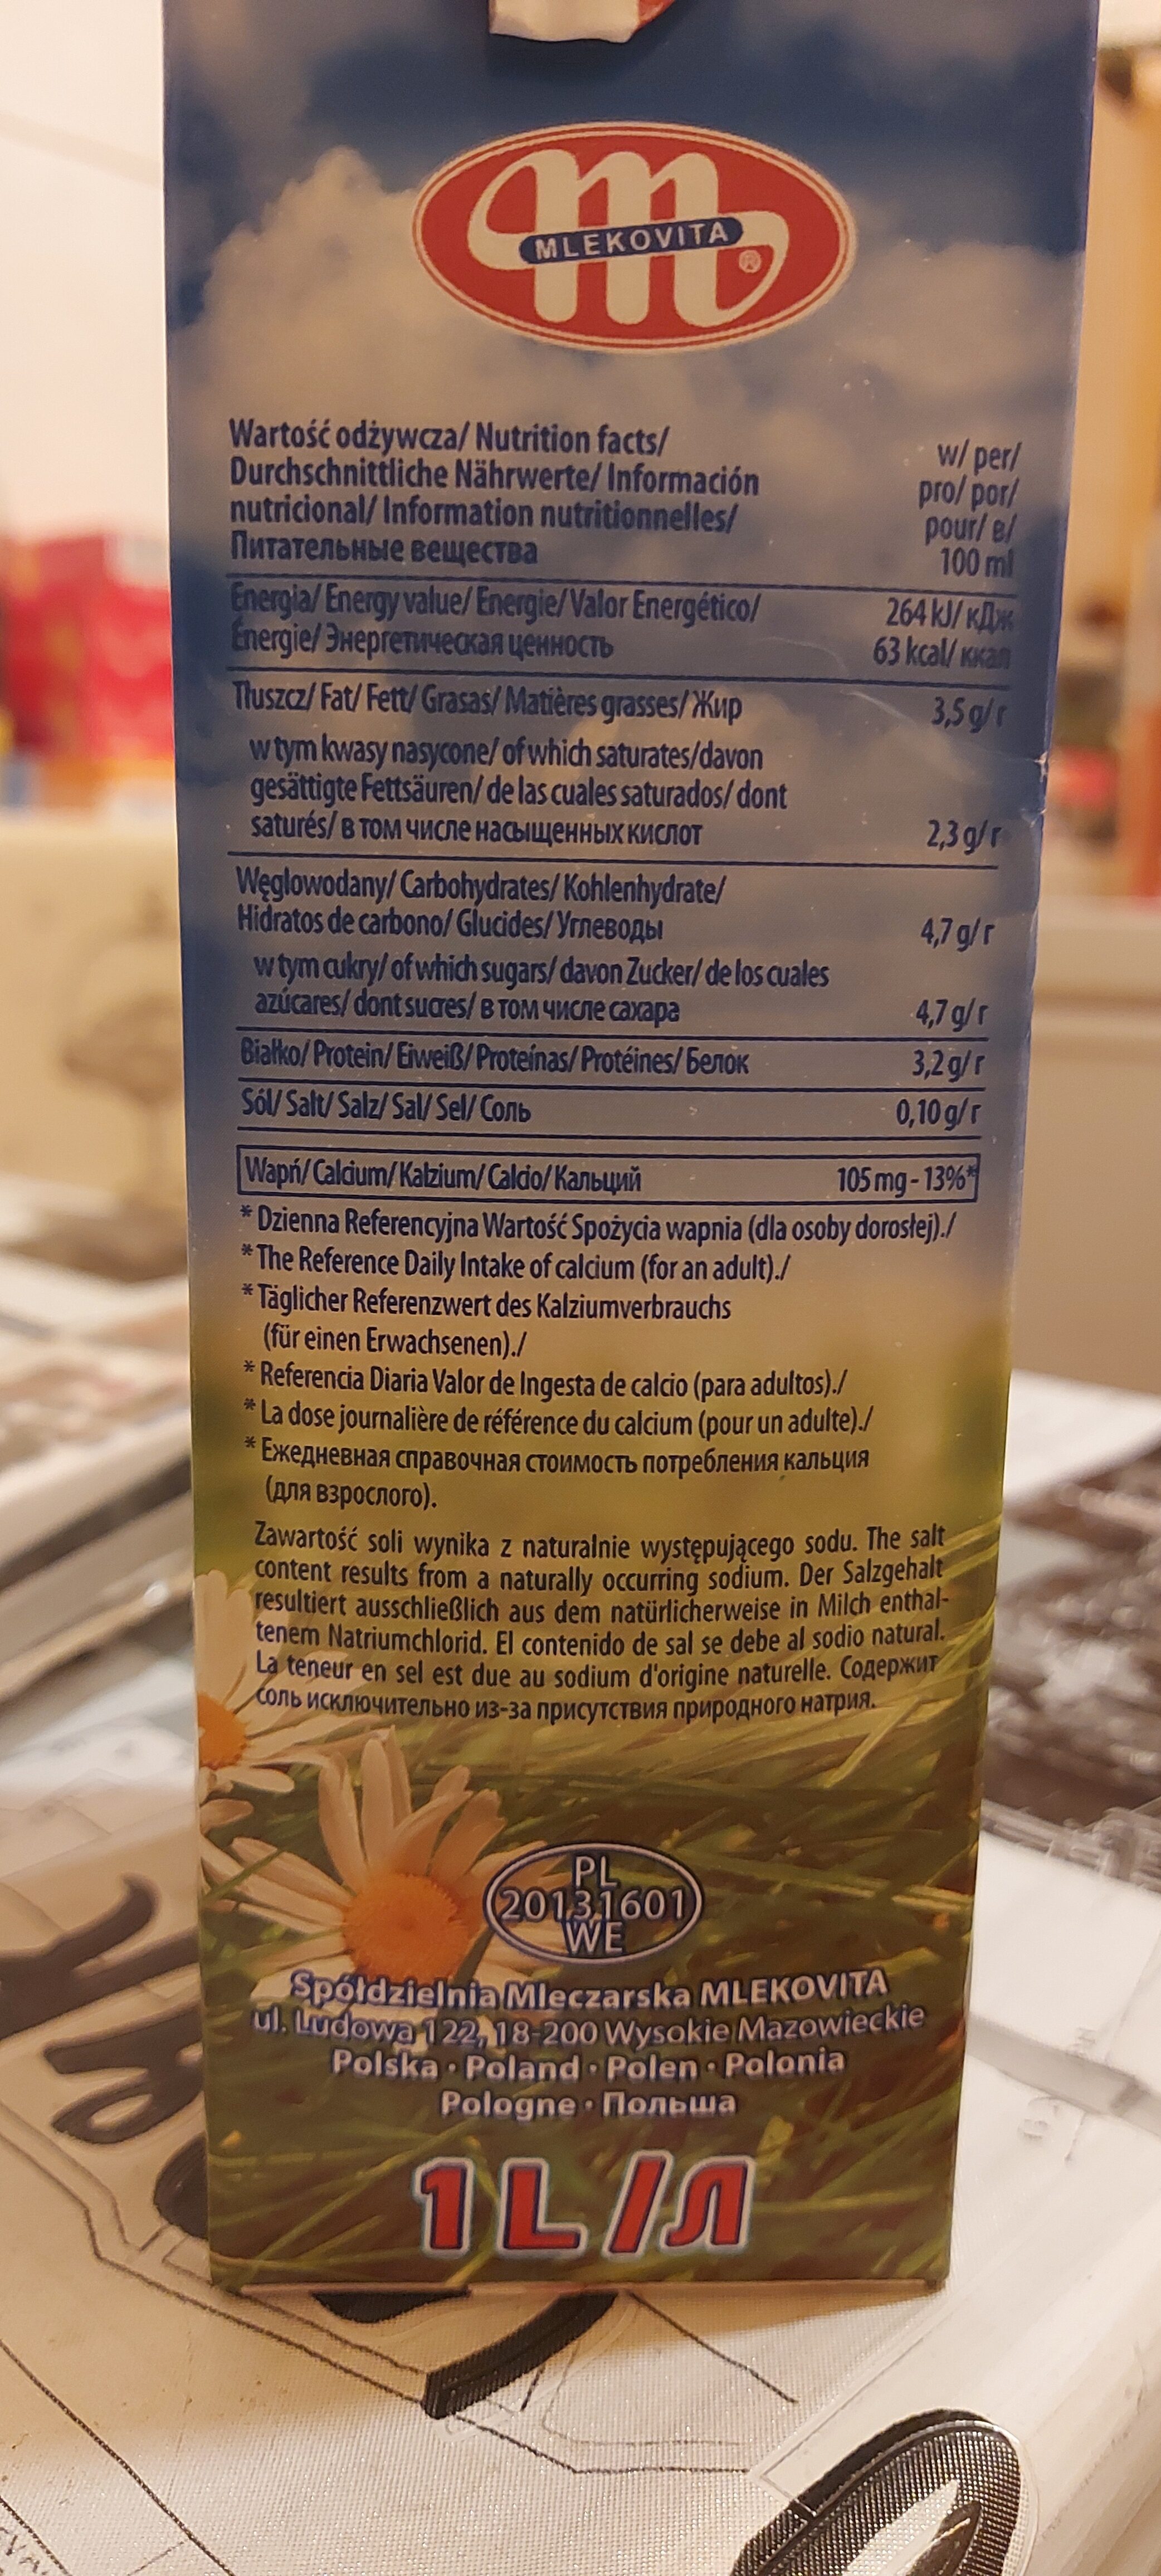 m
MLEKOVITA
®
Wartość odżywcza/ Nutrition facts/
Durchschnittliche Nährwerte/ Información
nutricional/ Information nutritionnelles/
Питательные вещества
w/ per/
pro/ por/
pour/ в/
100 ml
Energia/ Energy value/ Energie/ Valor Energético/
Énergie/ Энергетическая ценность
264 kJ/ кДж
63 kcal/ ккал
Tłuszcz/ Fat/ Fett/ Grasas/ Matières grasses/ Жир 3,5 g/г
w tym kwasy nasycone/ of which saturates/davon
gesättigte Fettsäuren/ de las cuales saturados/ dont
saturés/ в том числе насыщенных кислот 2,3 g/г
Węglowodany/ Carbohydrates/ Kohlenhydrate/
Hidratos de carbono/ Glucides/ Углеводы 4,7 g/г
w tym cukry/ of which sugars/ davon Zucker/ de los cuales
azúcares/ dont sucres/ в том числе сахара 4,7 g/г
Białko/ Protein/ Eiweiß/ Proteínas/ Protéines/ Белок 3,2 g/г
Sól/ Salt/ Salz/ Sal/ Sel/ Соль 0,10 g/г
Wapń/ Calcium/ Kalzium/ Calcio/ Кальций 105 mg - 13%*
* Dzienna Referencyjna Wartość Spożycia wapnia (dla osoby dorosłej)./
* The Reference Daily Intake of calcium (for an adult)./
* Täglicher Referenzwert des Kalziumverbrauchs
(für einen Erwachsenen)./
* Referencia Diaria Valor de Ingesta de calcio (para adultos)./
* La dose journalière de référence du calcium (pour un adulte)./
* Ежедневная справочная стоимость потребления кальция
(для взрослого).
Zawartość soli wynika z naturalnie występującego sodu. The salt
content results from a naturally occurring sodium. Der Salzgehalt
resultiert ausschließlich aus dem natürlicherweise in Milch enthal-
tenem Natriumchlorid. El contenido de sal se debe al sodio natural.
La teneur en sel est due au sodium d'origine naturelle. Содержит
соль исключительно из-за присутствия природного натрия.
PL
20131601
WE
Spółdzielnia Mleczarska MLEKOVITA
ul. Ludowa 122, 18-200 Wysokie Mazowieckie
Polska • Poland • Polen • Polonia
Pologne • Польша
1 L /Л